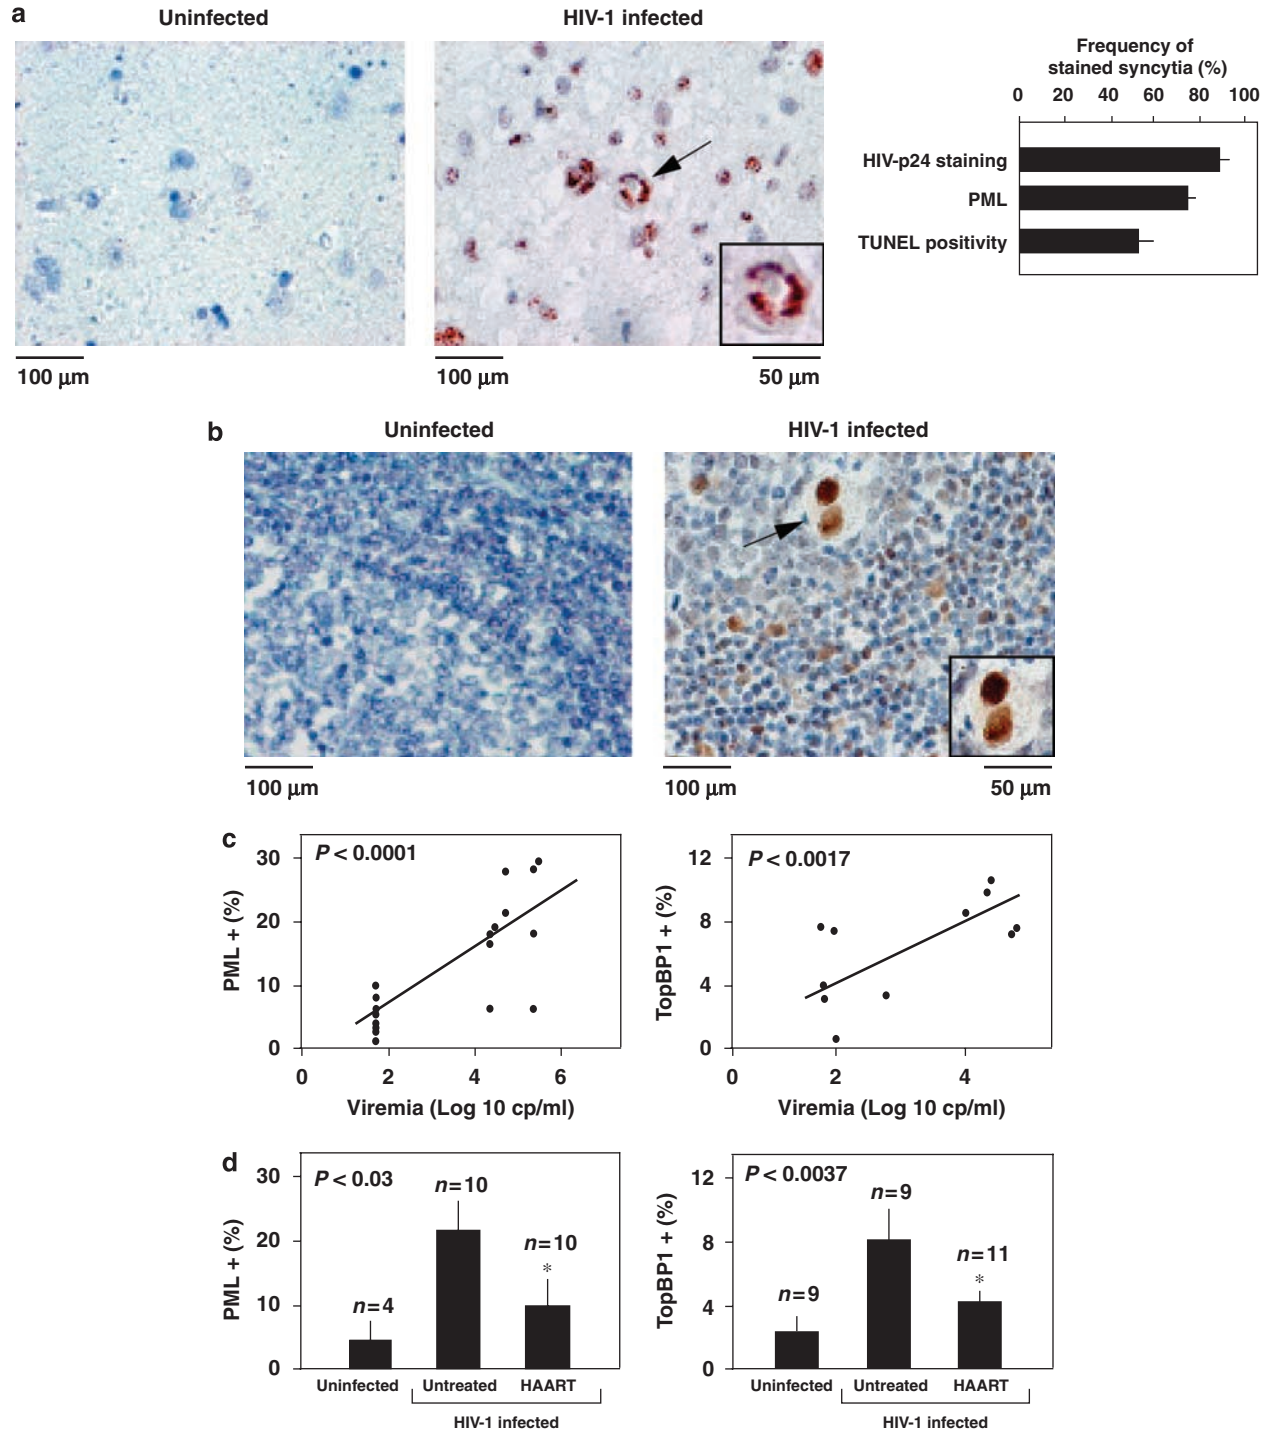 a
Uninfected
HIV-1 infected
100 µm
100 µm
50 µm
Frequency of
stained syncytia (%)
0 20 40 60 80 100
HIV-p24 staining
PML
TUNEL positivity
b
Uninfected
HIV-1 infected
100 µm
100 µm
50 µm
c
P < 0.0001
PML + (%)
30
20
10
0
0 2 4 6
Viremia (Log 10 cp/ml)
P < 0.0017
TopBP1 + (%)
12
8
4
0
0 2 4
Viremia (Log 10 cp/ml)
d
P < 0.03
PML + (%)
30
20
10
0
n=4
n=10
n=10
*
Uninfected Untreated HAART
HIV-1 infected
P < 0.0037
TopBP1 + (%)
12
8
4
0
n=9
n=9
n=11
*
Uninfected Untreated HAART
HIV-1 infected